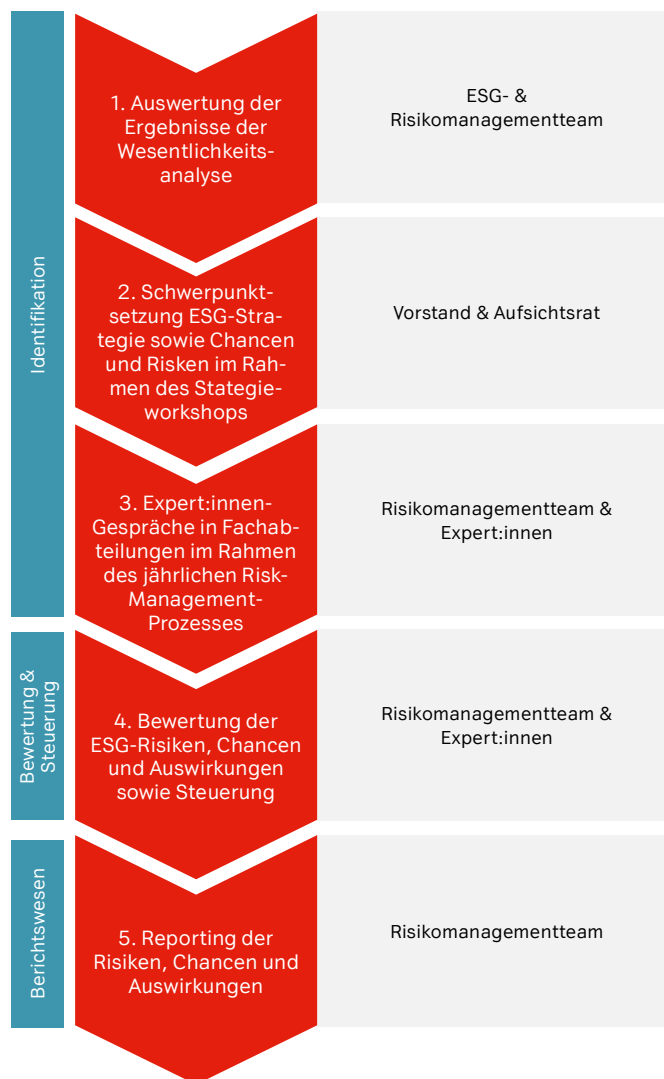 Identifikation
1. Auswertung der
Ergebnisse der
Wesentlichkeits-
analyse
ESG- &
Risikomanagementteam
2. Schwerpunkt-
setzung ESG-Stra-
tegie sowie Chancen
und Risken im Rah-
men des Stategie-
workshops
Vorstand & Aufsichtsrat
3. Expert:innen-
Gespräche in Fachab-
teilungen im Rahmen
des jährlichen Risk-
Management-
Prozesses
Risikomanagementteam &
Expert:innen
Bewertung &
Steuerung
4. Bewertung der
ESG-Risiken, Chancen
und Auswirkungen
sowie Steuerung
Risikomanagementteam &
Expert:innen
Berichtswesen
5. Reporting der
Risiken, Chancen und
Auswirkungen
Risikomanagementteam